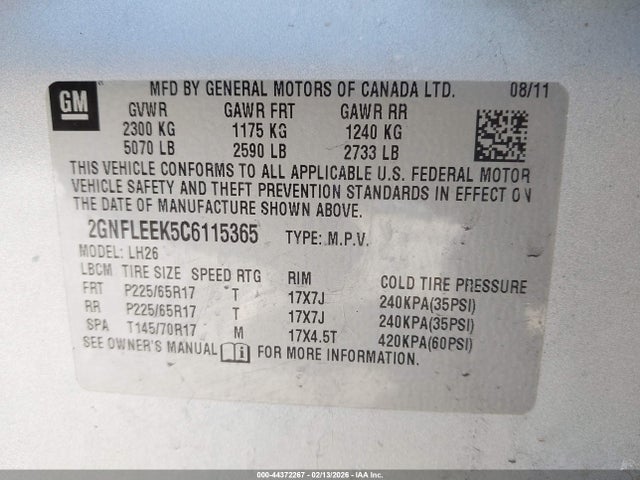 GM
MFD BY GENERAL MOTORS OF CANADA LTD. 08/11
GVWR GAWR FRT GAWR RR
2300 KG 1175 KG 1240 KG
5070 LB 2590 LB 2733 LB
THIS VEHICLE CONFORMS TO ALL APPLICABLE U.S. FEDERAL MOTOR
VEHICLE SAFETY AND THEFT PREVENTION STANDARDS IN EFFECT ON
THE DATE OF MANUFACTURE SHOWN ABOVE.
2GNFLEEK5C6115365 TYPE: M.P.V.
MODEL: LH26
LBCM TIRE SIZE SPEED RTG RIM COLD TIRE PRESSURE
FRT P225/65R17 T 17X7J 240KPA(35PSI)
RR P225/65R17 T 17X7J 240KPA(35PSI)
SPA T145/70R17 M 17X4.5T 420KPA(60PSI)
SEE OWNER'S MANUAL FOR MORE INFORMATION.
000-44372267 - 02/13/2026 - IAA Inc.